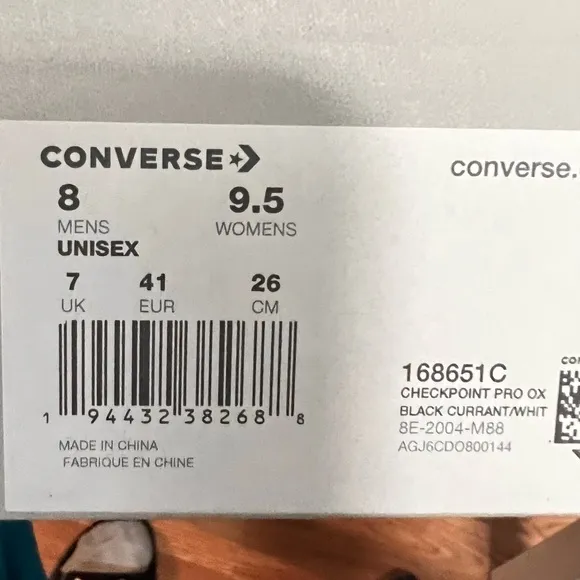 CONVERSE
converse.
8 9.5
MENS WOMENS
UNISEX
7 41 26
UK EUR CM
1 94432 38268 8
MADE IN CHINA
FABRIQUE EN CHINE
168651C
CHECKPOINT PRO OX
BLACK CURRANT/WHIT
8E-2004-M88
AGJ6CDO800144
CO